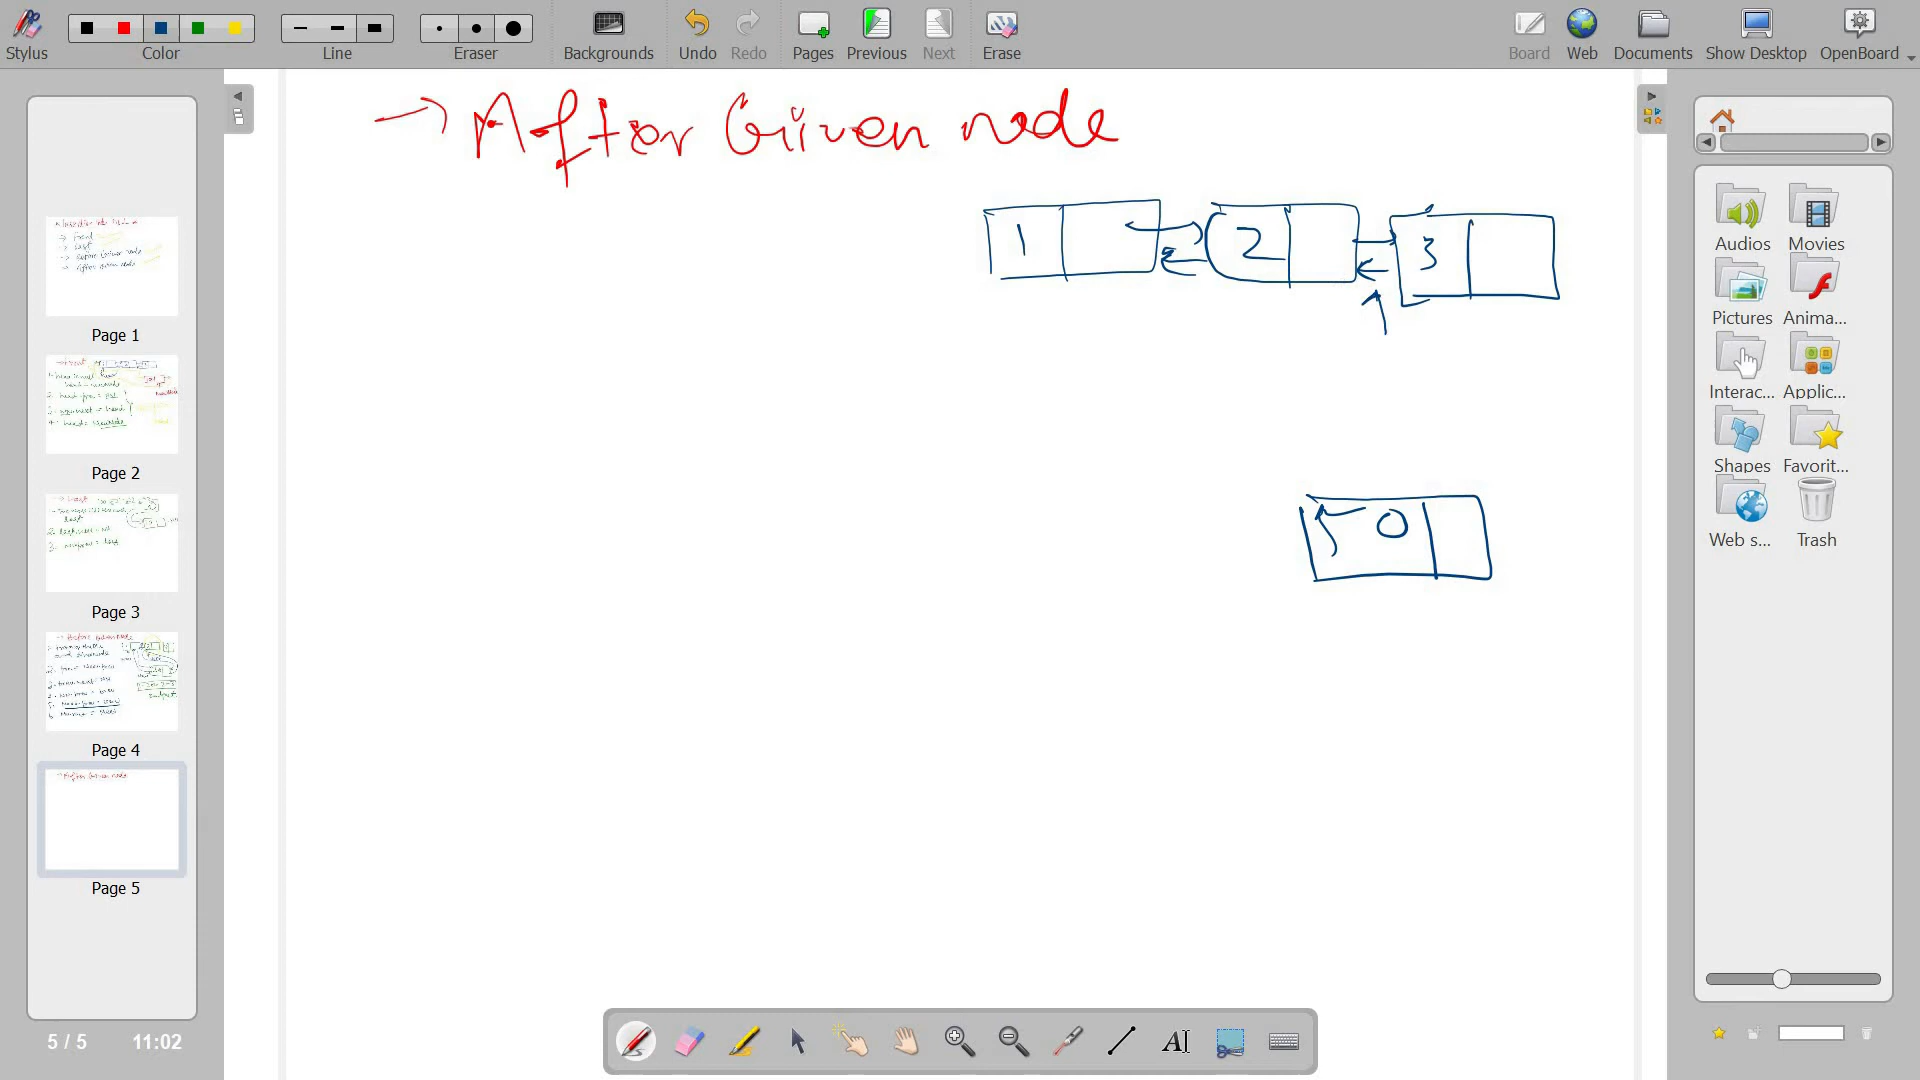 Stylus
Color
Line
Eraser
Backgrounds
Undo
Redo
Pages
Previous
Next
Erase
Board
Web
Documents
Show Desktop
OpenBoard
→ After Given node
1 2 3
0
Page 1
Page 2
Page 3
Page 4
Page 5
5 / 5 11:02
Audios
Movies
Pictures
Anima...
Interac...
Applic...
Shapes
Favorit...
Web s...
Trash
AI